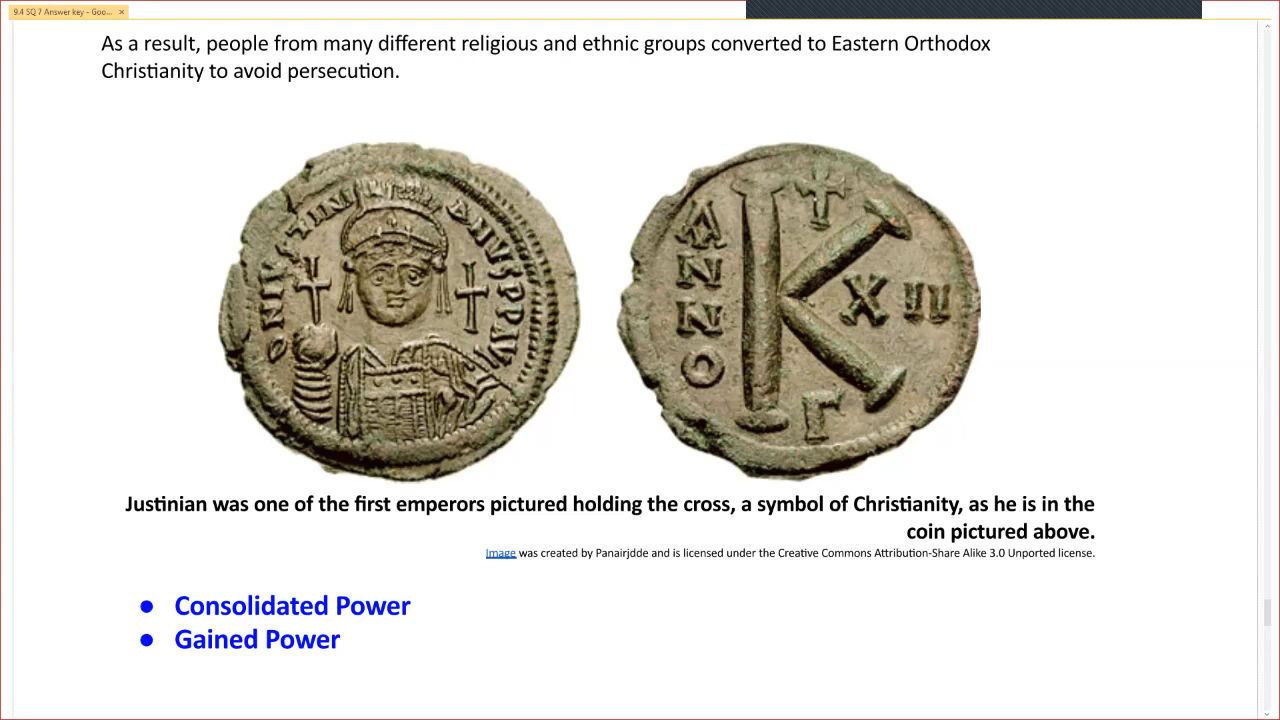 9.4 SQ 7 Answer key - Goo...
As a result, people from many different religious and ethnic groups converted to Eastern Orthodox
Christianity to avoid persecution.
ANNO
K
XII
Γ
Justinian was one of the first emperors pictured holding the cross, a symbol of Christianity, as he is in the
coin pictured above.
Image was created by Panairjdde and is licensed under the Creative Commons Attribution-Share Alike 3.0 Unported license.
● Consolidated Power
● Gained Power